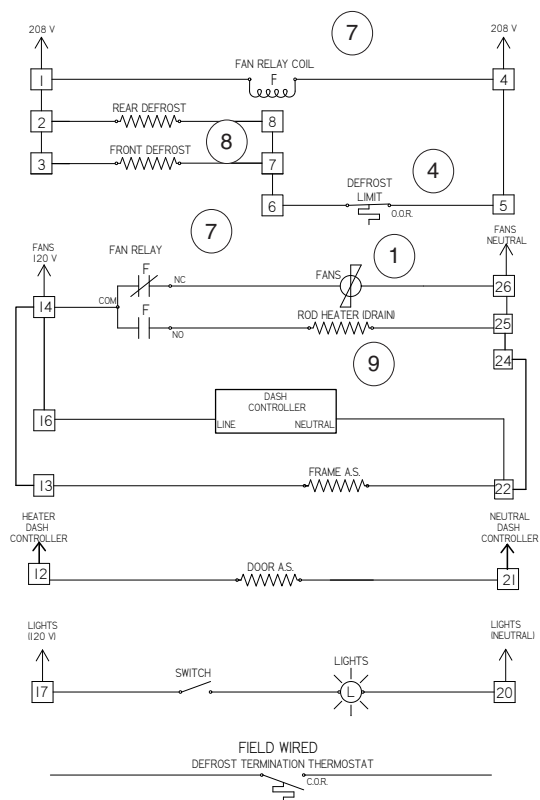 208 V
7
208 V
FAN RELAY COIL
1
F
4
REAR DEFROST
2
8
8
FRONT DEFROST
3
7
4
DEFROST
LIMIT
6
O.O.R.
5
7
FANS
120 V
FAN RELAY
1
FANS
NEUTRAL
F
NC
FANS
26
14
COM
F
NO
ROD HEATER (DRAIN)
25
24
9
DASH
CONTROLLER
16
LINE
NEUTRAL
13
FRAME A.S.
22
HEATER
DASH
CONTROLLER
NEUTRAL
DASH
CONTROLLER
12
DOOR A.S.
21
LIGHTS
(120 V)
LIGHTS
(NEUTRAL)
SWITCH
LIGHTS
17
L
20
FIELD WIRED
DEFROST TERMINATION THERMOSTAT
C.O.R.